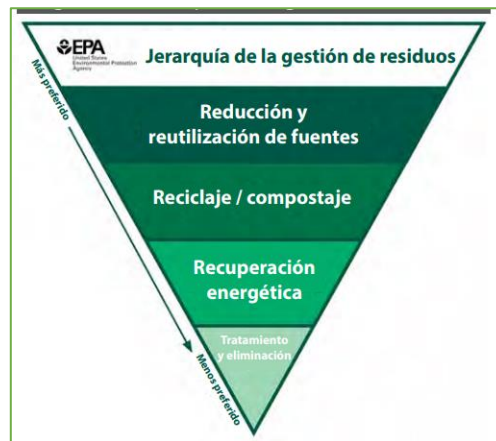 EPA
United States
Environmental Protection
Agency
Jerarquía de la gestión de residuos
Más preferido
Reducción y
reutilización de fuentes
Reciclaje / compostaje
Recuperación
energética
Tratamiento
y eliminación
Menos preferido